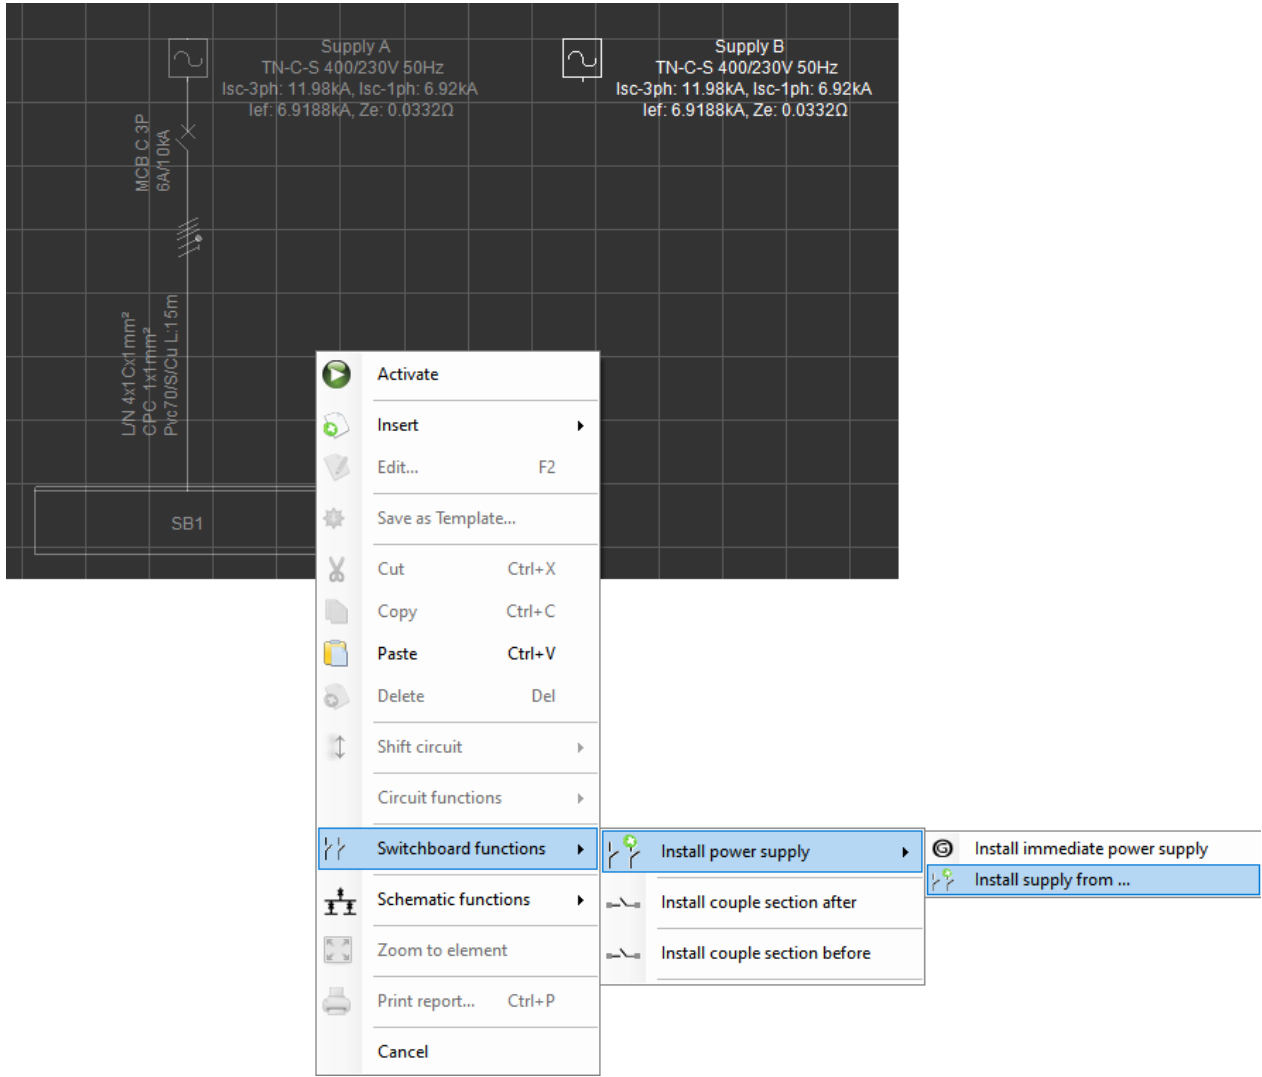 Supply A
TN-C-S 400/230V 50Hz
Isc-3ph: 11.98kA, Isc-1ph: 6.92kA
Ief: 6.9188kA, Ze: 0.0332Ω
Supply B
TN-C-S 400/230V 50Hz
Isc-3ph: 11.98kA, Isc-1ph: 6.92kA
Ief: 6.9188kA, Ze: 0.0332Ω
MCB C 3P
6A/10kA
L/N 4x1Cx1mm²
CPC 1x1mm²
Pvc70/S/Cu L:15m
SB1
Activate
Insert
Edit... F2
Save as Template...
Cut Ctrl+X
Copy Ctrl+C
Paste Ctrl+V
Delete Del
Shift circuit
Circuit functions
Switchboard functions
Schematic functions
Zoom to element
Print report... Ctrl+P
Cancel
Install power supply
Install couple section after
Install couple section before
G Install immediate power supply
Install supply from ...